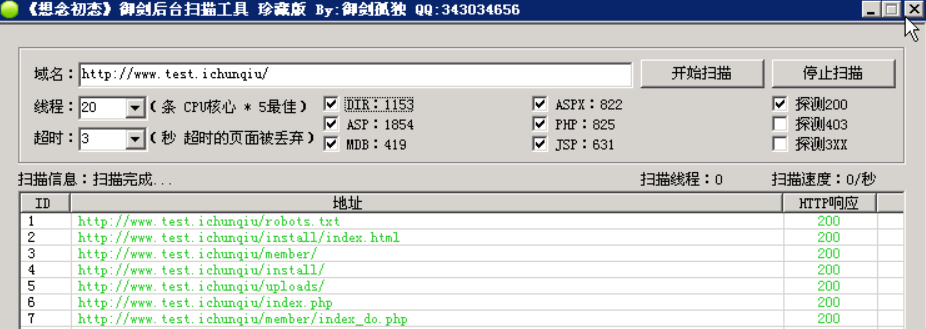 《想念初恋》御剑后台扫描工具 珍藏版 By:御剑孤独 QQ:343034656
域名：http://www.test.ichunqiu/ 开始扫描 停止扫描
线程：20 (条 CPU核心 * 5最佳) DIR：1153 ASPX：822 探测200
ASP：1854 PHP：825 探测403
超时：3 (秒 超时的页面被丢弃) MDB：419 JSP：631 探测3XX
扫描信息：扫描完成... 扫描线程：0 扫描速度：0/秒
ID 地址 HTTP响应
1 http://www.test.ichunqiu/robots.txt 200
2 http://www.test.ichunqiu/install/index.html 200
3 http://www.test.ichunqiu/member/ 200
4 http://www.test.ichunqiu/install/ 200
5 http://www.test.ichunqiu/uploads/ 200
6 http://www.test.ichunqiu/index.php 200
7 http://www.test.ichunqiu/member/index_do.php 200